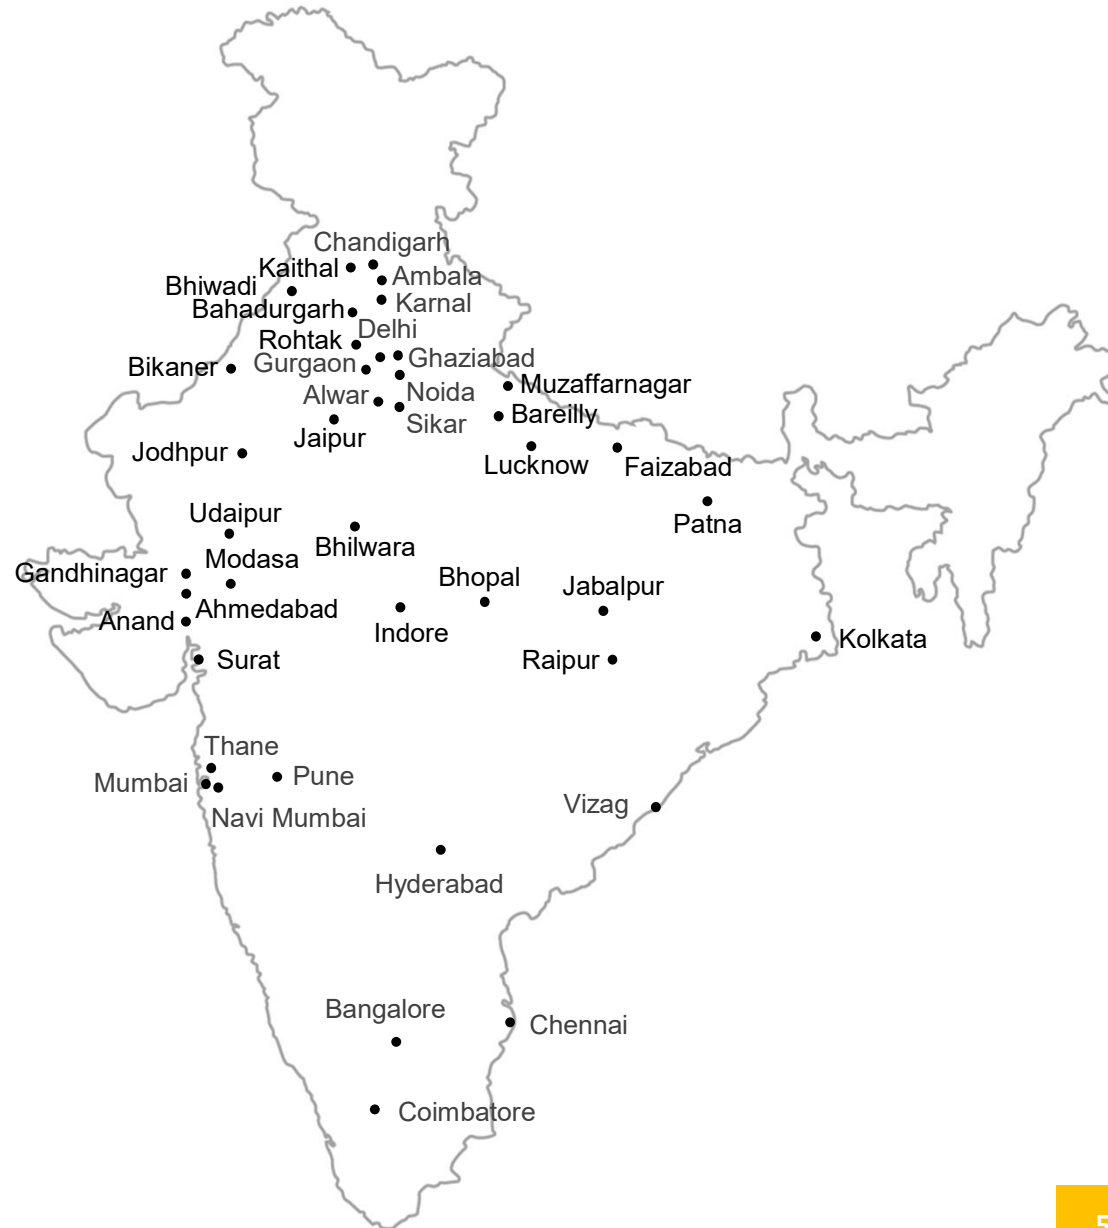 Chandigarh
Kaithal
Ambala
Bhiwadi
Karnal
Bahadurgarh
Delhi
Rohtak
Ghaziabad
Gurgaon
Bikaner
Muzaffarnagar
Noida
Alwar
Bareilly
Sikar
Jaipur
Jodhpur
Lucknow
Faizabad
Udaipur
Patna
Bhilwara
Modasa
Gandhinagar
Bhopal
Jabalpur
Ahmedabad
Anand
Indore
Kolkata
Surat
Raipur
Thane
Pune
Mumbai
Vizag
Navi Mumbai
Hyderabad
Bangalore
Chennai
Coimbatore